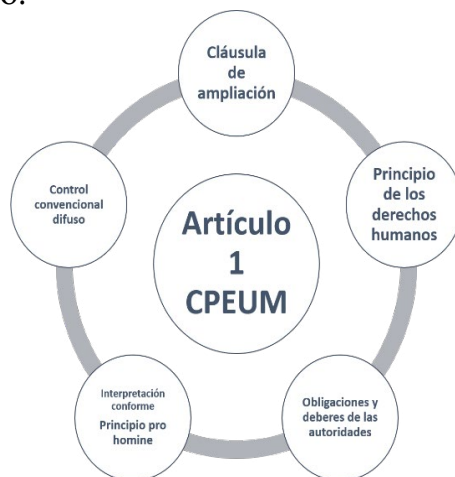 Cláusula
de
ampliación
Principio
de los
derechos
humanos
Obligaciones y
deberes de las
autoridades
Interpretación
conforme
Principio pro
homine
Control
convencional
difuso
Artículo
1
CPEUM